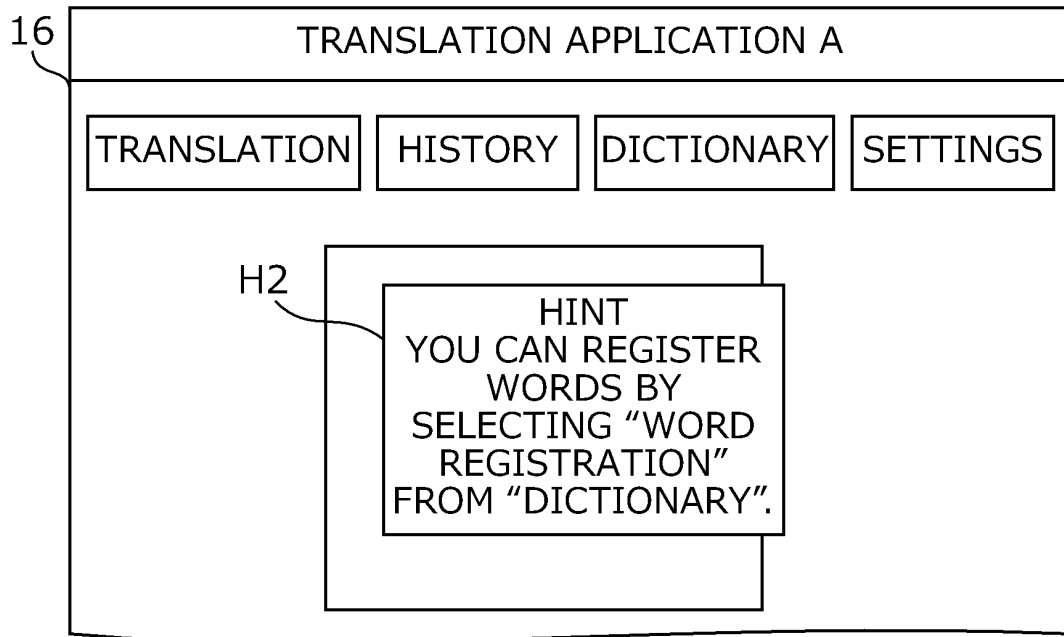 16
TRANSLATION APPLICATION A
TRANSLATION HISTORY DICTIONARY SETTINGS
H2
HINT
YOU CAN REGISTER
WORDS BY
SELECTING “WORD
REGISTRATION”
FROM “DICTIONARY”.